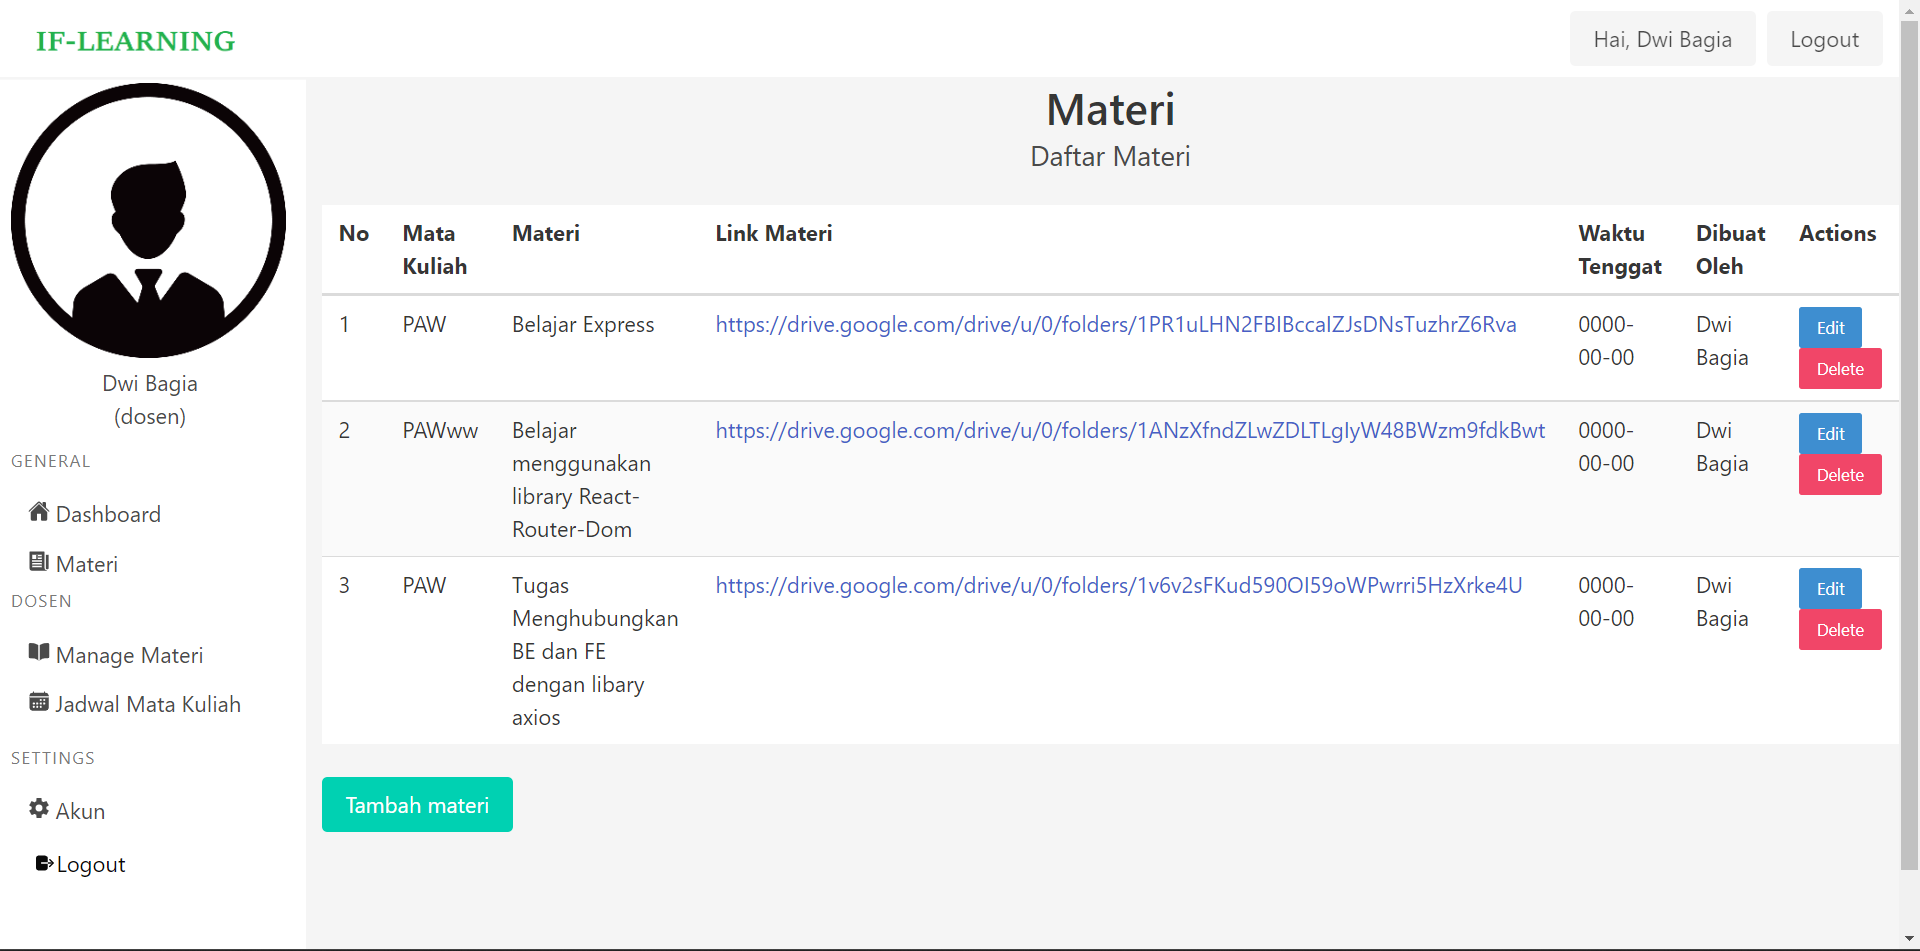 IF-LEARNING
Hai, Dwi Bagia
Logout
Dwi Bagia
(dosen)
GENERAL
Dashboard
Materi
DOSEN
Manage Materi
Jadwal Mata Kuliah
SETTINGS
Akun
Logout
Materi
Daftar Materi
No Mata Kuliah Materi Link Materi Waktu Tenggat Dibuat Oleh Actions
1 PAW Belajar Express https://drive.google.com/drive/u/0/folders/1PR1uLHN2FBIBccaIZJsDNsTuzhrZ6Rva 0000-00-00 Dwi Bagia Edit Delete
2 PAWww Belajar menggunakan library React-Router-Dom https://drive.google.com/drive/u/0/folders/1ANzXfndZLwZDLTLgIyW48BWzm9fdkBwt 0000-00-00 Dwi Bagia Edit Delete
3 PAW Tugas Menghubungkan BE dan FE dengan libary axios https://drive.google.com/drive/u/0/folders/1v6v2sFKud590OI59oWPwrri5HzXrke4U 0000-00-00 Dwi Bagia Edit Delete
Tambah materi